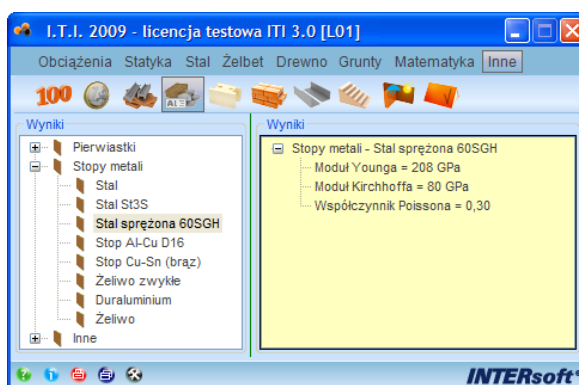 I.T.I. 2009 - licencja testowa ITI 3.0 [L01]
Obciążenia Statyka Stal Żelbet Drewno Grunty Matematyka Inne
100
Wyniki
Pierwiastki
Stopy metali
Stal
Stal St3S
Stal sprężona 60SGH
Stop Al-Cu D16
Stop Cu-Sn (brąz)
Żeliwo zwykłe
Duraluminium
Żeliwo
Inne
Wyniki
Stopy metali - Stal sprężona 60SGH
Moduł Younga = 208 GPa
Moduł Kirchhoffa = 80 GPa
Współczynnik Poissona = 0,30
INTERsoft